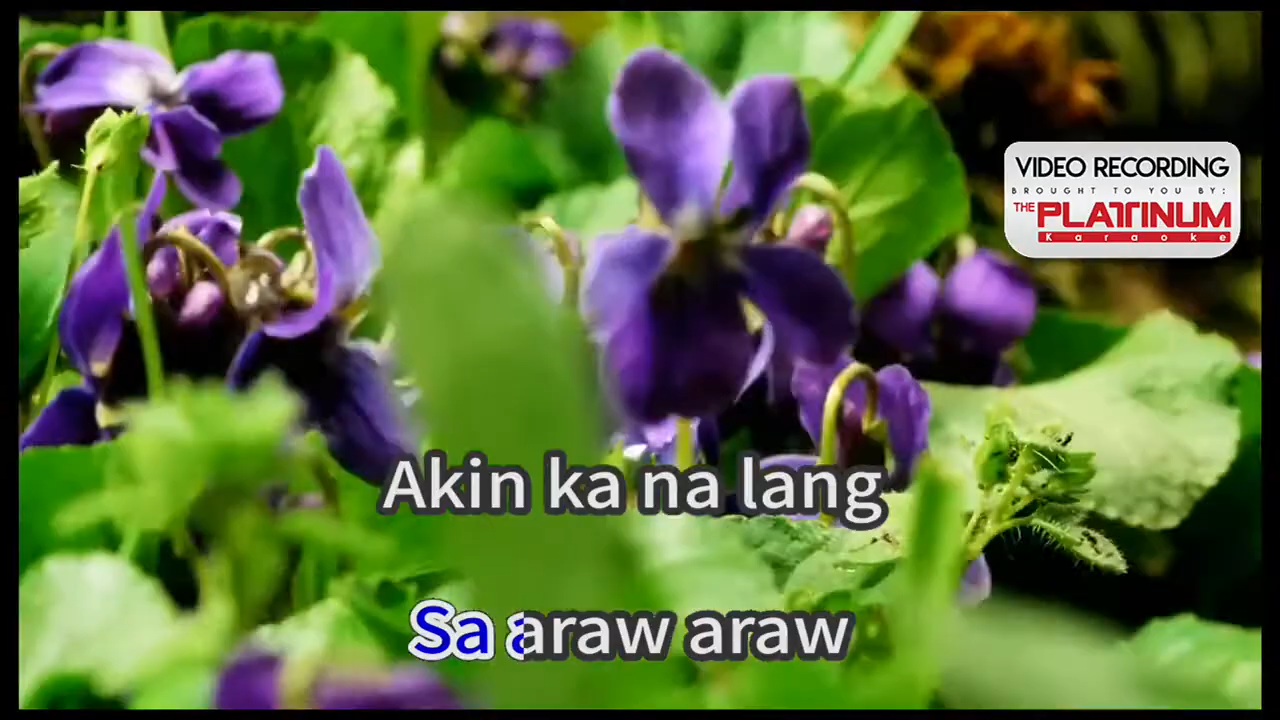 VIDEO RECORDING
BROUGHT TO YOU BY:
THE PLATINUM
Karaoke
Akin ka na lang
Sa araw araw